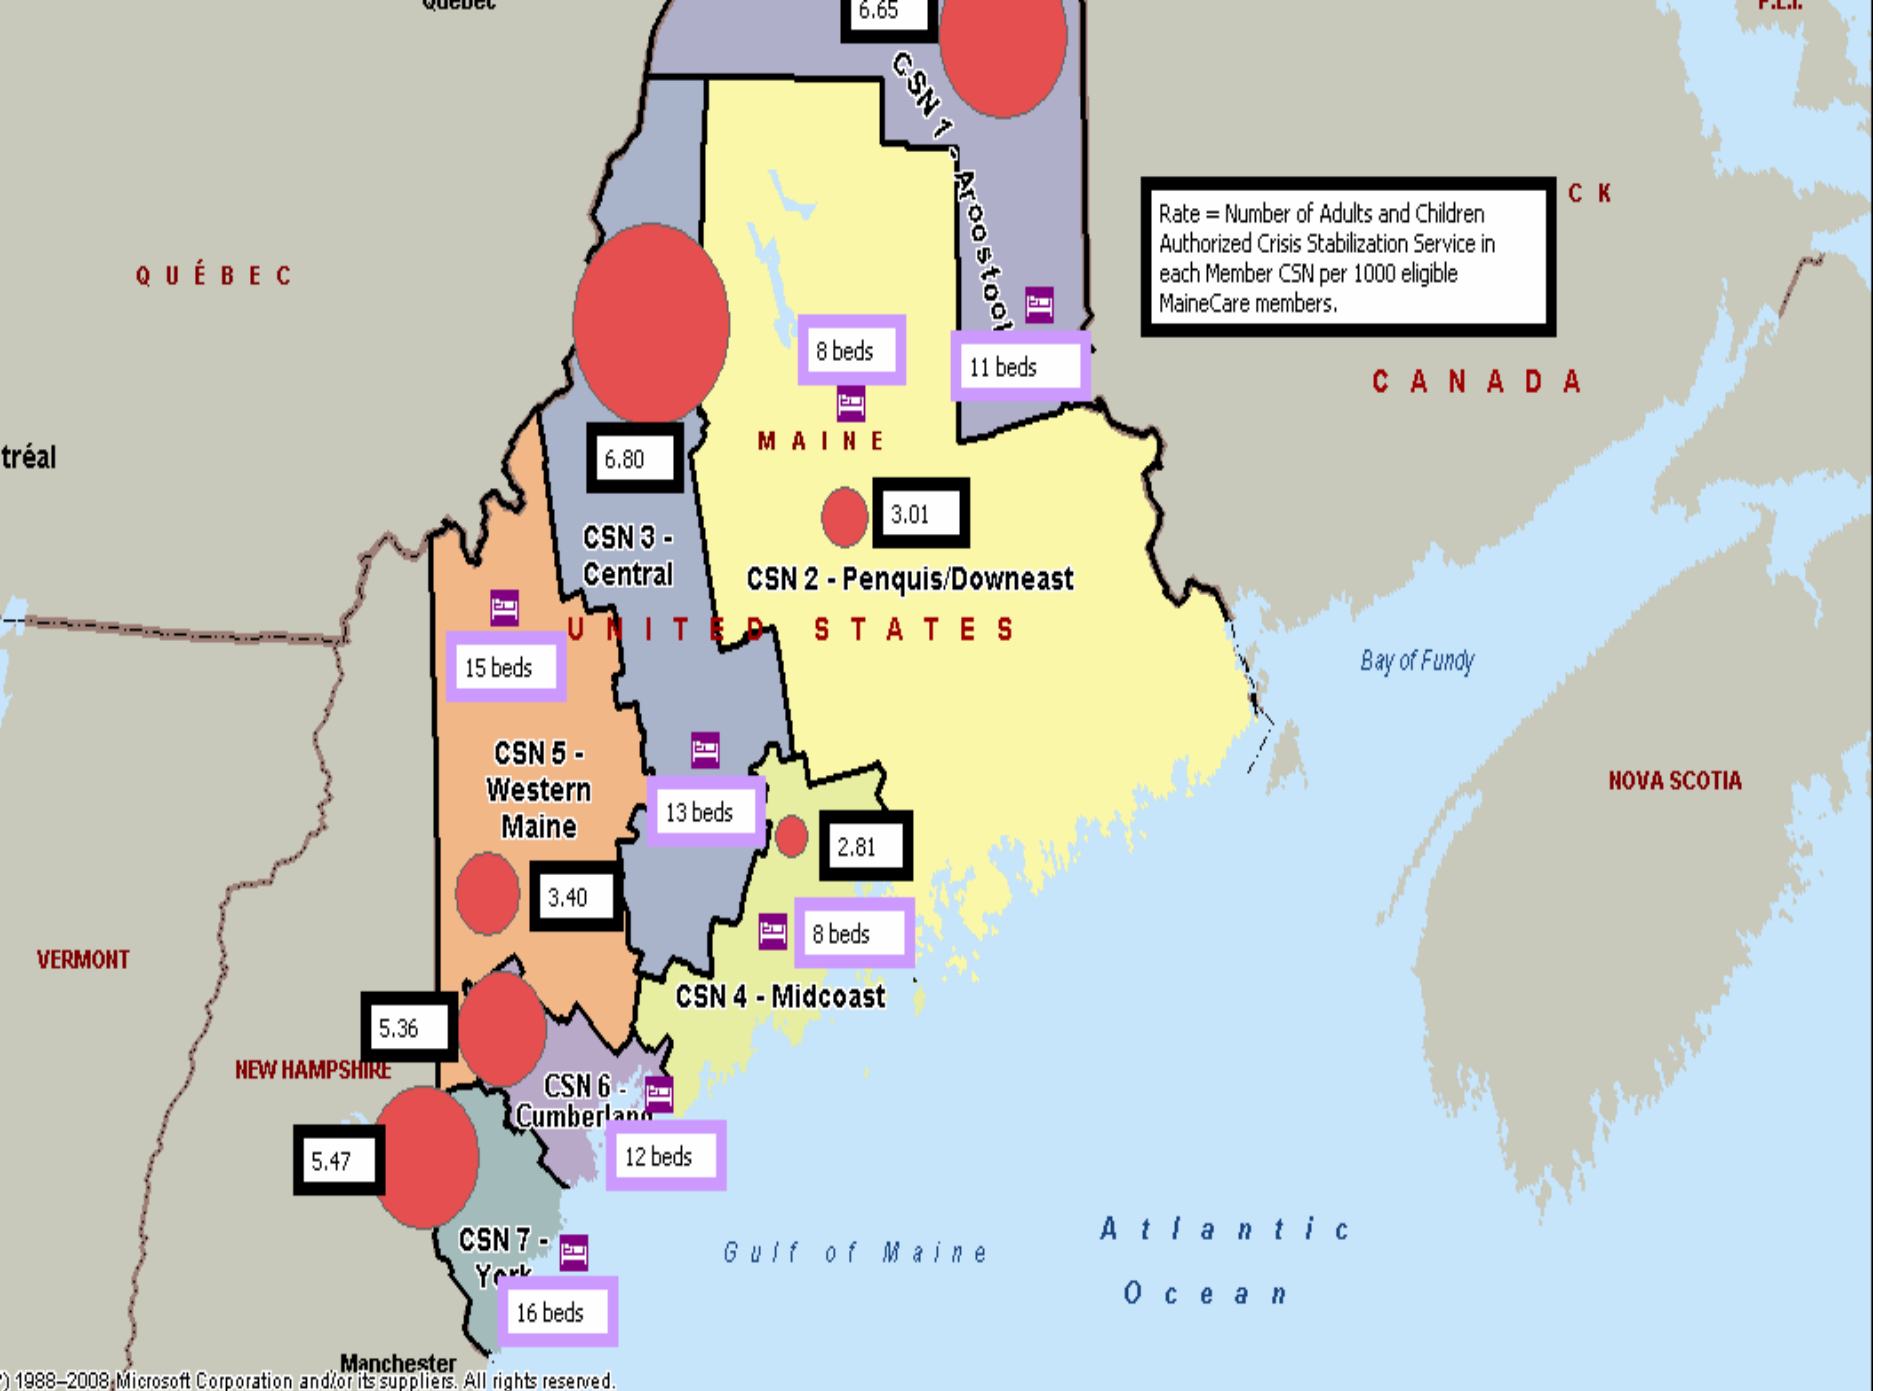 Québec
P.E.I.
6.65
CSN 1 - Aroostook
C K
Rate = Number of Adults and Children
Authorized Crisis Stabilization Service in
each Member CSN per 1000 eligible
MaineCare members.
QUÉBEC
8 beds
11 beds
CANADA
MAINE
tréal
6.80
3.01
CSN 3 -
Central
CSN 2 - Penquis/Downeast
UNITED STATES
15 beds
Bay of Fundy
CSN 5 -
Western
Maine
NOVA SCOTIA
13 beds
2.81
3.40
8 beds
VERMONT
CSN 4 - Midcoast
5.36
NEW HAMPSHIRE
CSN 6 -
Cumberland
12 beds
5.47
CSN 7 -
York
16 beds
Gulf of Maine
Atlantic
Ocean
Manchester
) 1988–2008 Microsoft Corporation and/or its suppliers. All rights reserved.